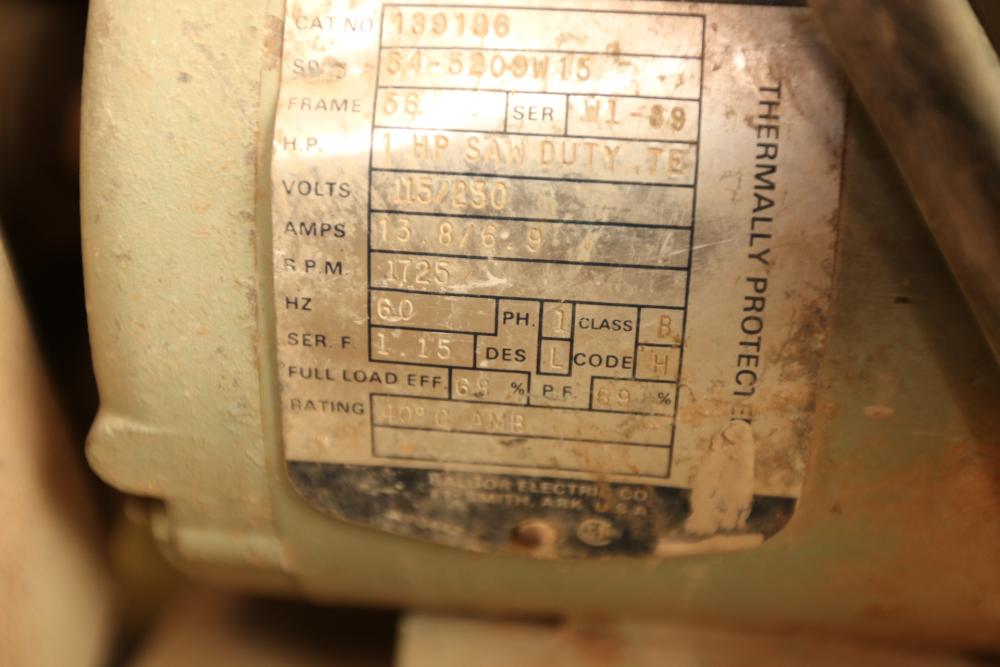 CAT NO 139196
SPEC 34-5209W15
FRAME 56 SER W1-89
H.P. 1 HP SAW DUTY TE
VOLTS 115/230
AMPS 13.8/6.9
R.P.M. 1725
HZ 60 PH. 1 CLASS B
SER. F. 1.15 DES L CODE H
FULL LOAD EFF. 68 % P.F. 69 %
RATING 40°C AMB
BALDOR ELECTRIC CO
FT. SMITH, ARK. U.S.A.
THERMALLY PROTECTED